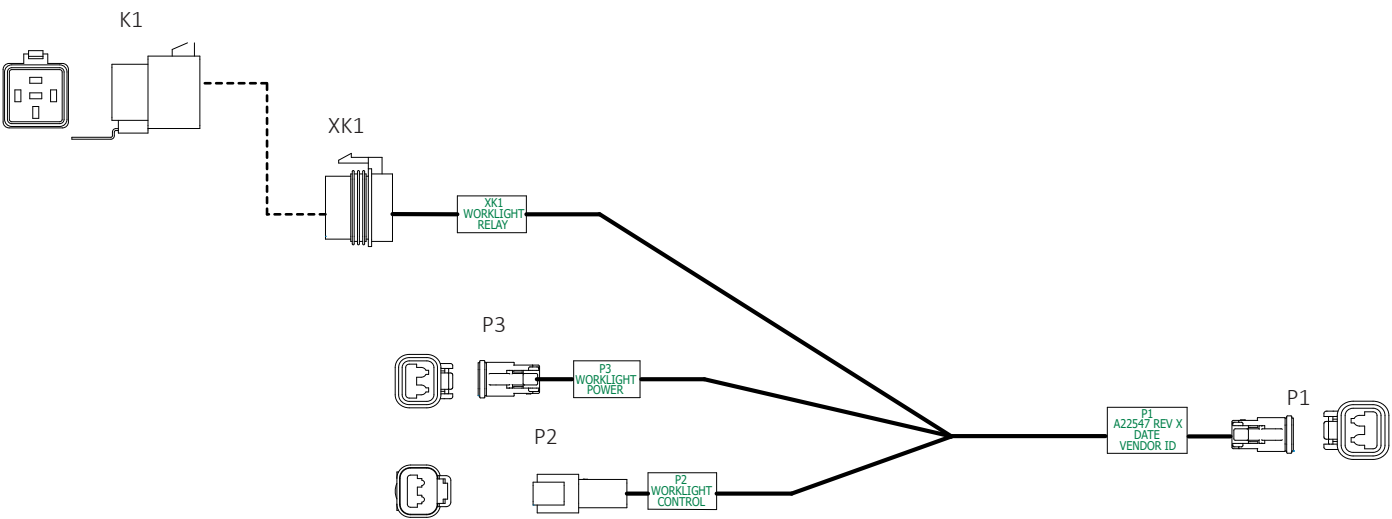 K1
XK1
XK1
WORKLIGHT
RELAY
P3
P3
WORKLIGHT
POWER
P2
P2
WORKLIGHT
CONTROL
P1
A22547 REV X
DATE
VENDOR ID
P1